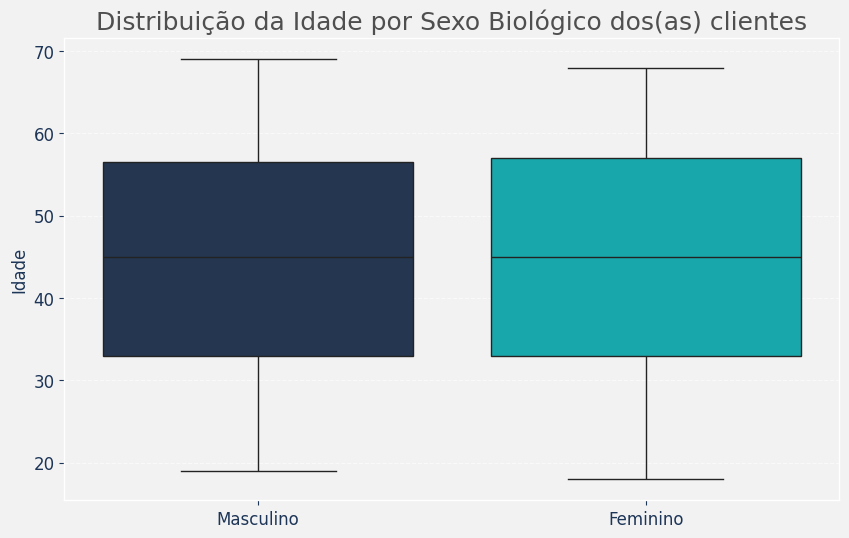 Distribuição da Idade por Sexo Biológico dos(as) clientes
70
60
50
40
30
20
Idade
Masculino
Feminino